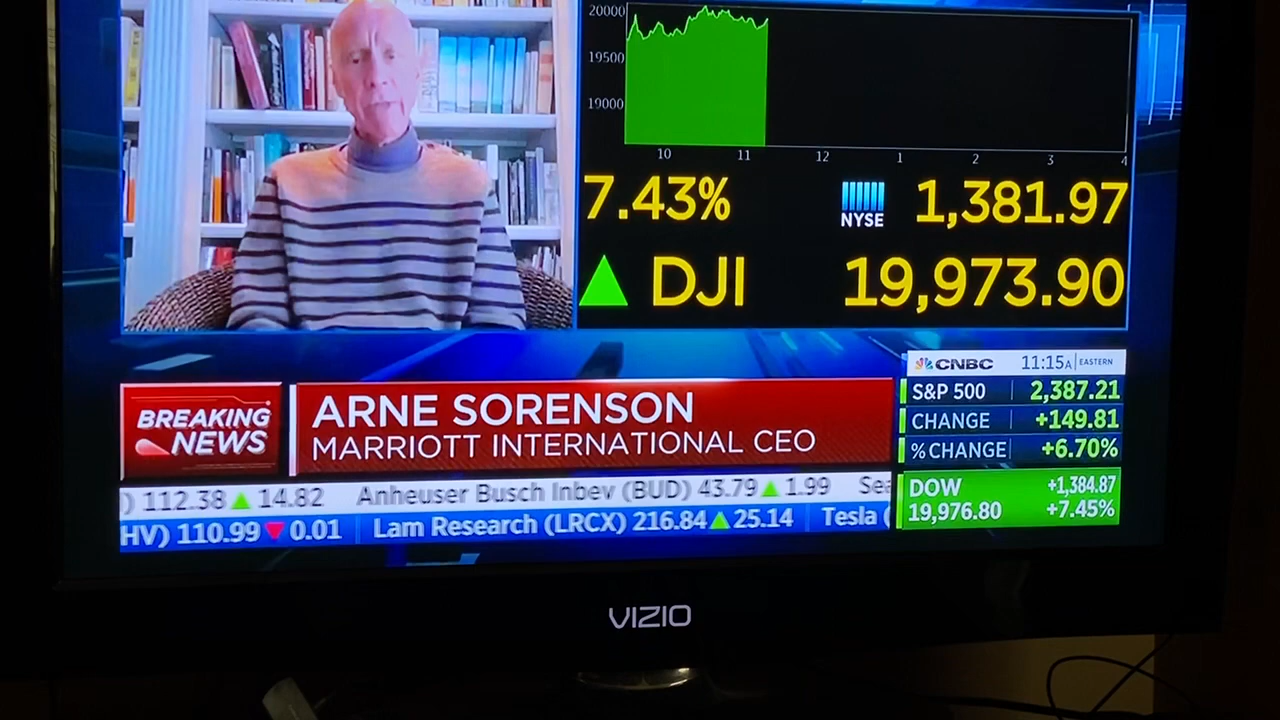 20000
19500
19000
10 11 12 1 2 3 4
7.43% NYSE 1,381.97
DJI 19,973.90
CNBC 11:15A EASTERN
S&P 500 2,387.21
CHANGE +149.81
% CHANGE +6.70%
BREAKING NEWS
ARNE SORENSON
MARRIOTT INTERNATIONAL CEO
) 112.38 14.82 Anheuser Busch Inbev (BUD) 43.79 1.99
HV) 110.99 0.01 Lam Research (LRCX) 216.84 25.14 Tesla (
DOW +1,384.87
19,976.80 +7.45%
VIZIO